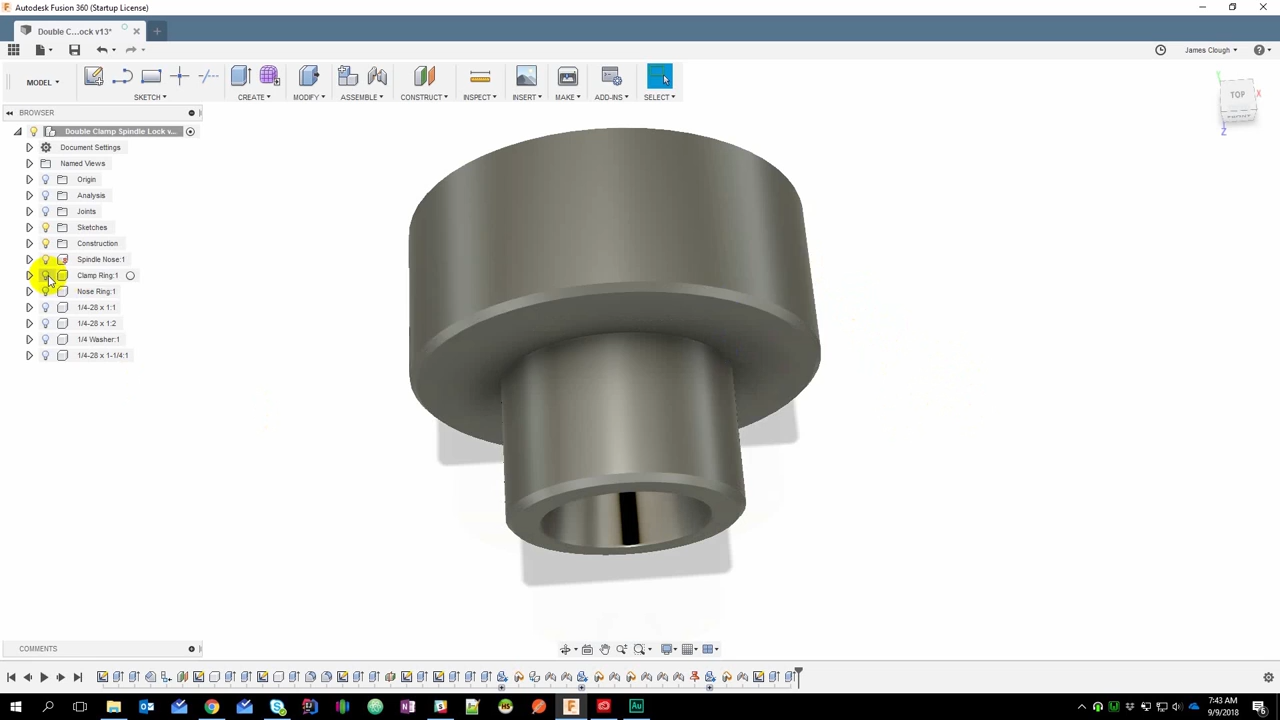 Autodesk Fusion 360 (Startup License)
Double C...ock v13*
James Clough
MODEL
SKETCH
CREATE
MODIFY
ASSEMBLE
CONSTRUCT
INSPECT
INSERT
MAKE
ADD-INS
SELECT
TOP
FRONT
X
Y
Z
BROWSER
Double Clamp Spindle Lock v...
Document Settings
Named Views
Origin
Analysis
Joints
Sketches
Construction
Spindle Nose:1
Clamp Ring:1
Nose Ring:1
1/4-28 x 1:1
1/4-28 x 1:2
1/4 Washer:1
1/4-28 x 1-1/4:1
COMMENTS
7:43 AM
9/9/2018